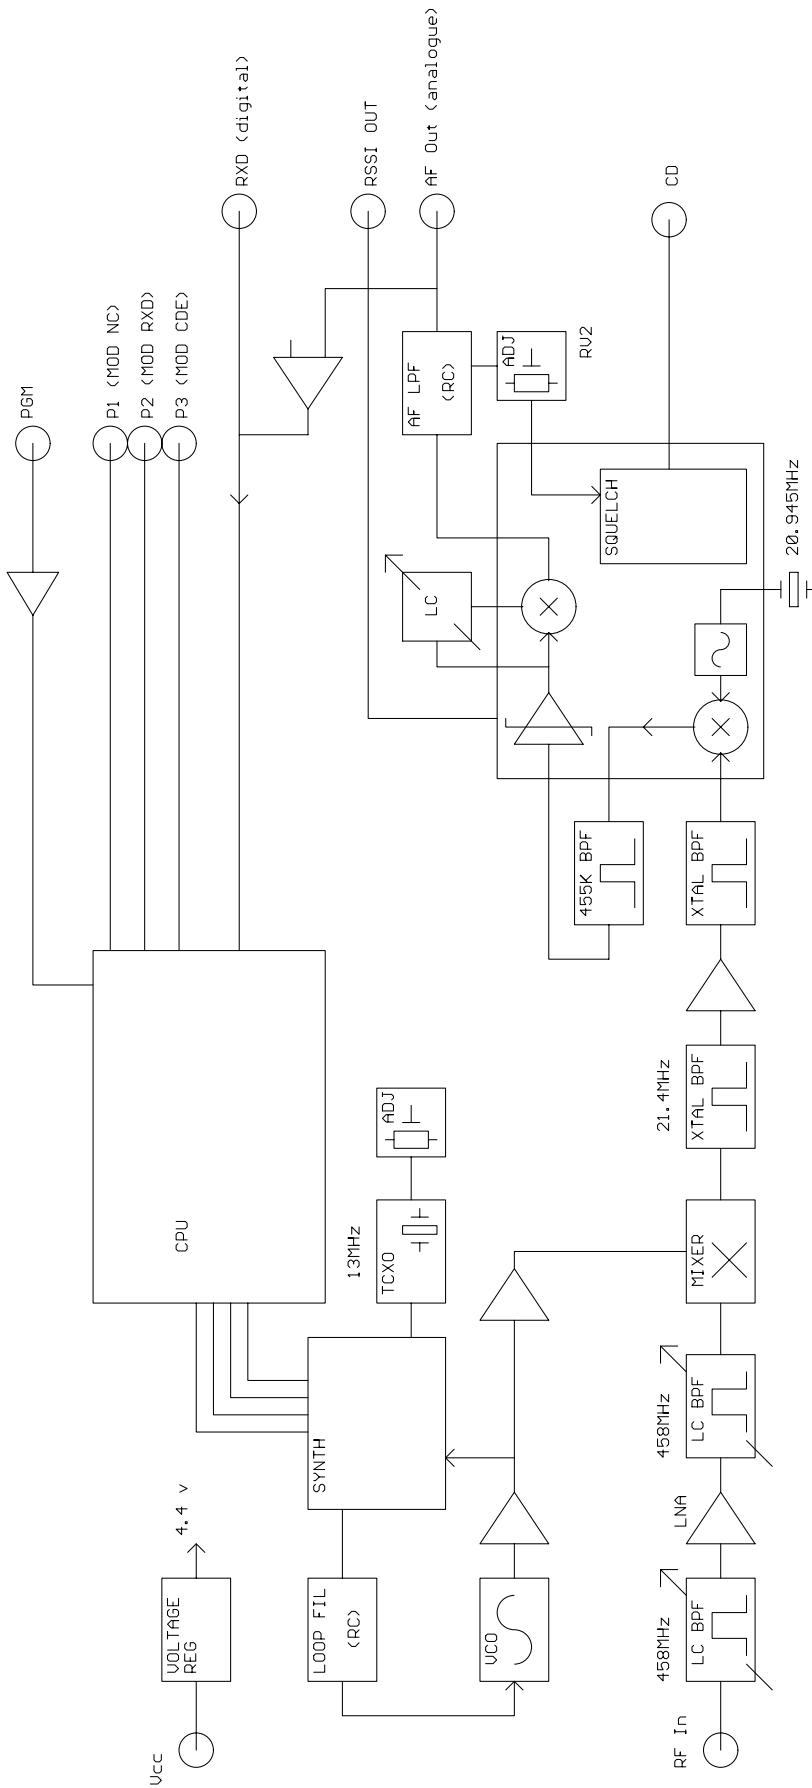 Vcc
VOLTAGE
REG
4.4 v
CPU
PGM
P1 (MOD NC)
P2 (MOD RXD)
P3 (MOD CDE)
RXD (digital)
RSSI OUT
AF Out (analogue)
LOOP FIL
(RC)
SYNTH
13MHz
TCXO
ADJ
VCO
LC
AF LPF
(RC)
ADJ
RV2
SQUELCH
CD
455K BPF
20.945MHz
RF In
458MHz
LC BPF
LNA
458MHz
LC BPF
MIXER
21.4MHz
XTAL BPF
XTAL BPF